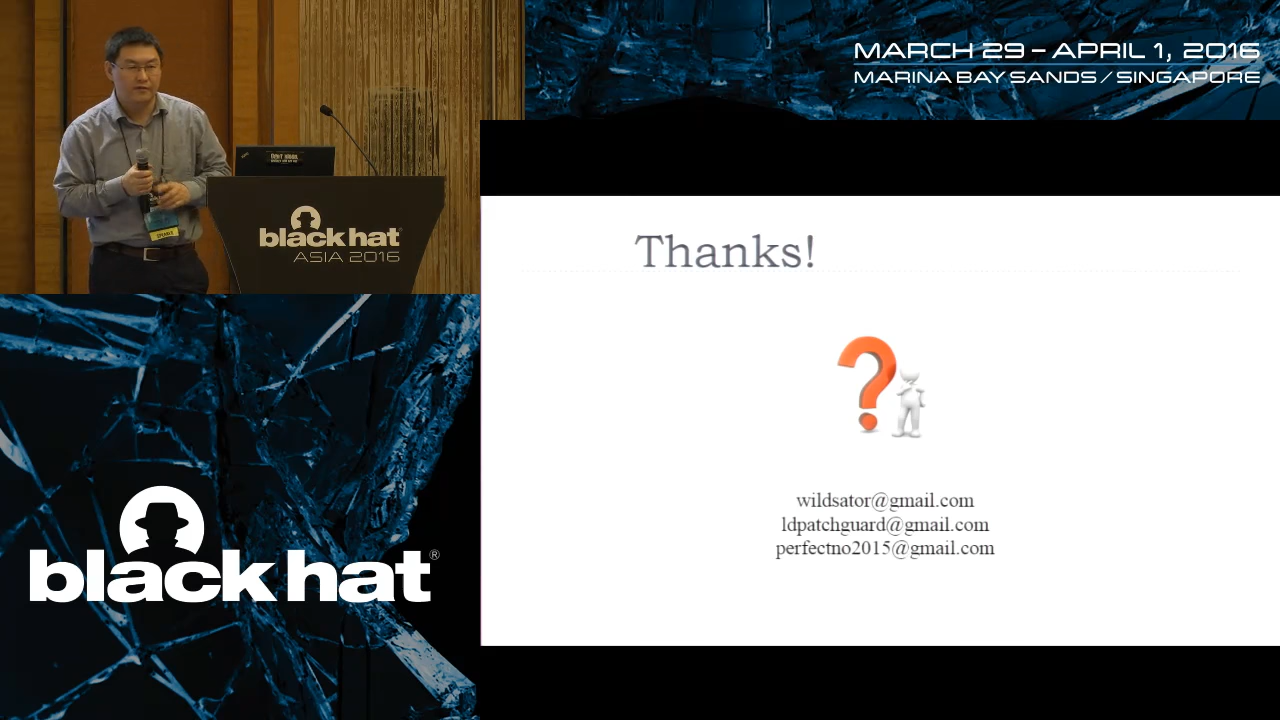 MARCH 29 – APRIL 1, 2016
MARINA BAY SANDS / SINGAPORE
black hat
ASIA 2016
SPEAKER
Thanks!
?
wildsator@gmail.com
ldpatchguard@gmail.com
perfectno2015@gmail.com
black hat®